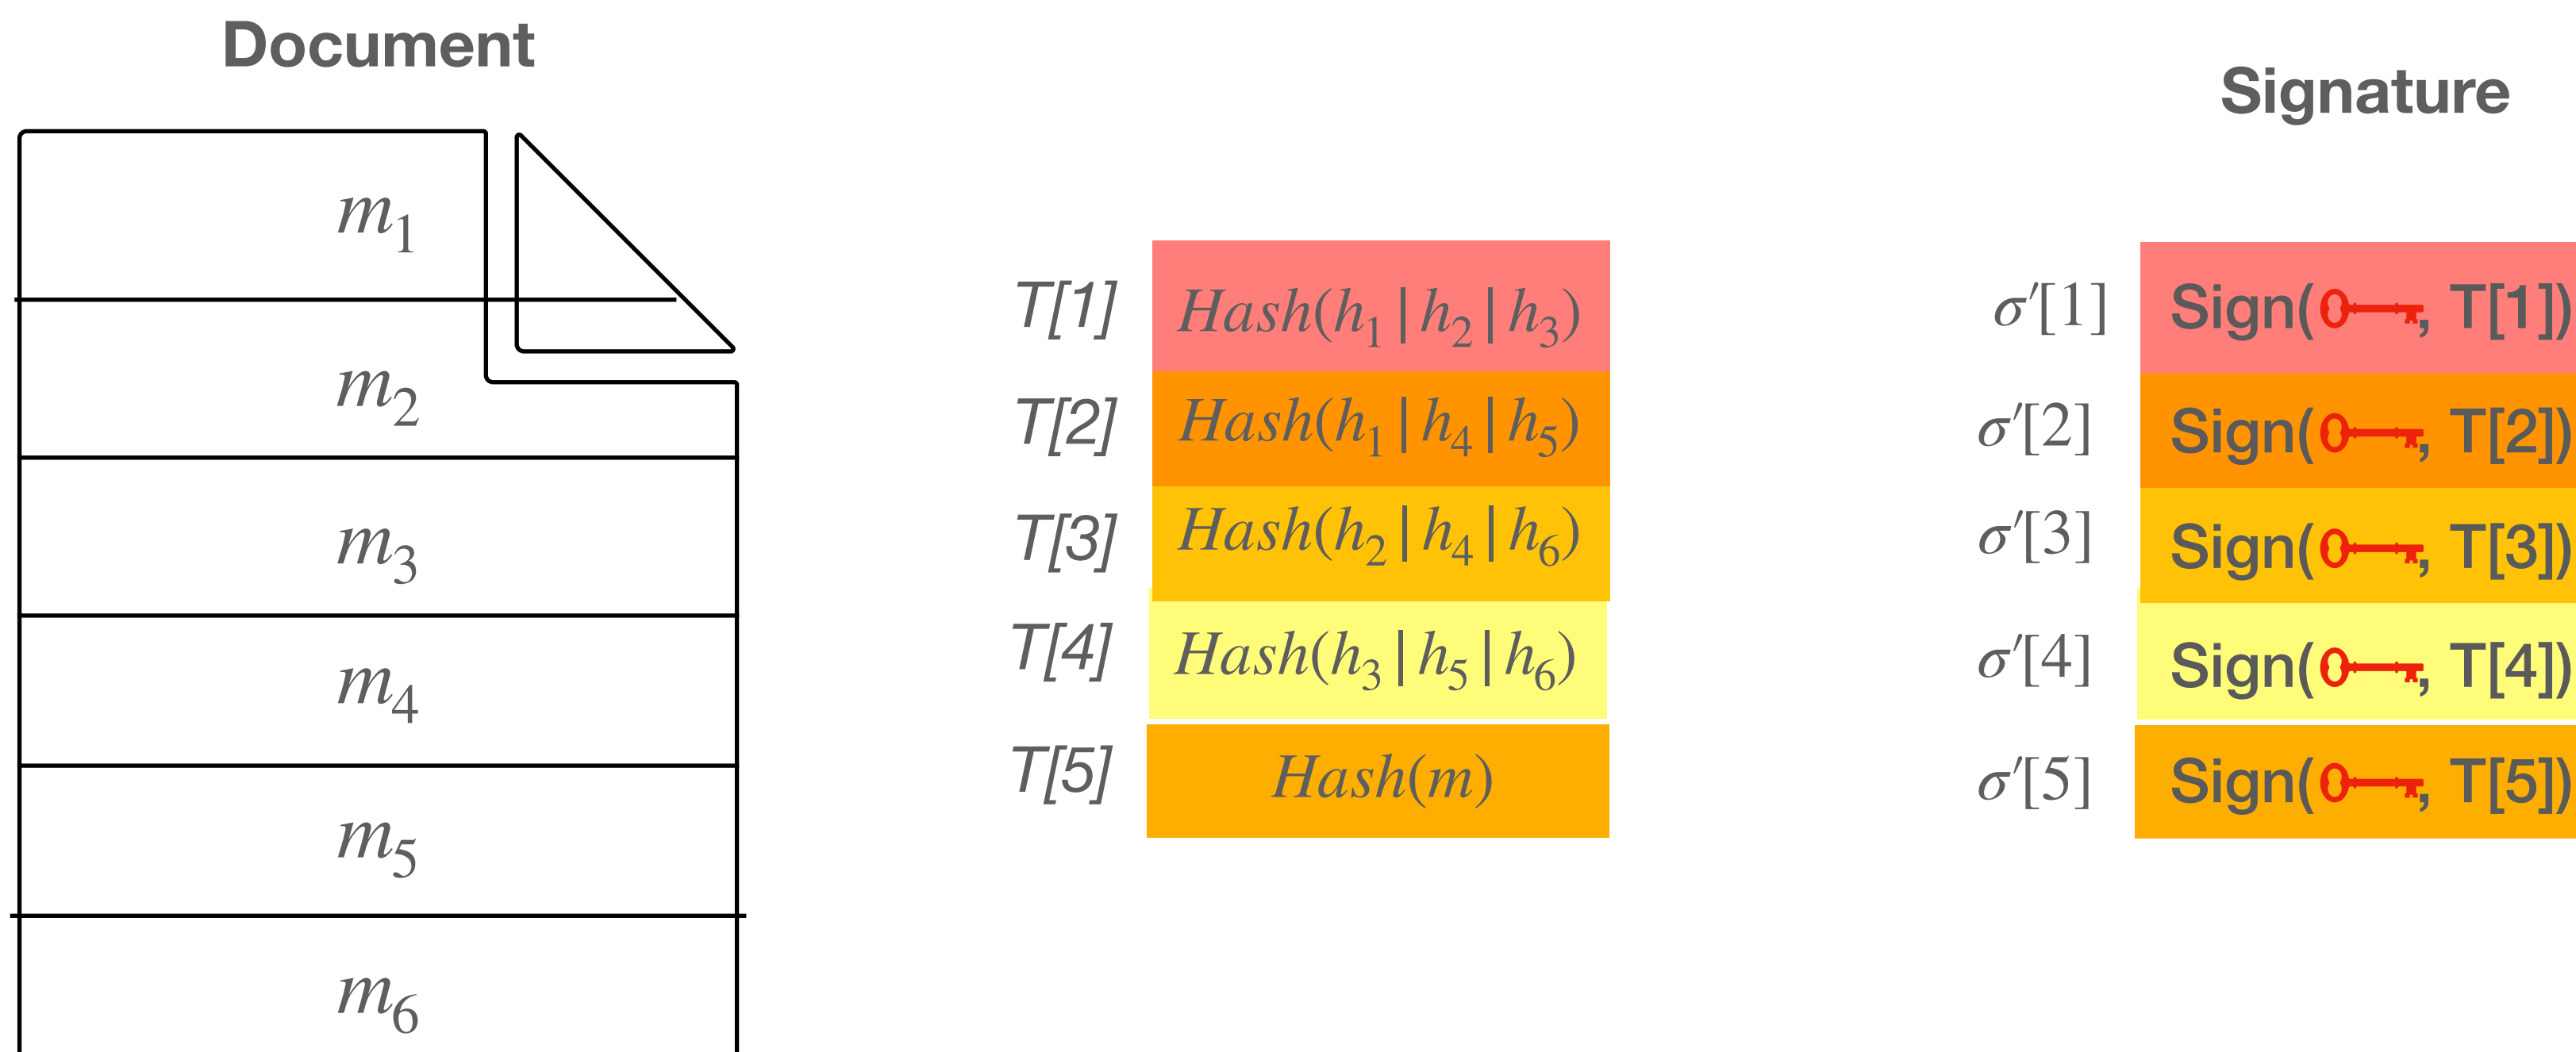 Document
m₁
m₂
m₃
m₄
m₅
m₆
T[1] Hash(h₁|h₂|h₃)
T[2] Hash(h₁|h₄|h₅)
T[3] Hash(h₂|h₄|h₆)
T[4] Hash(h₃|h₅|h₆)
T[5] Hash(m)
Signature
σ′[1] Sign( , T[1])
σ′[2] Sign( , T[2])
σ′[3] Sign( , T[3])
σ′[4] Sign( , T[4])
σ′[5] Sign( , T[5])